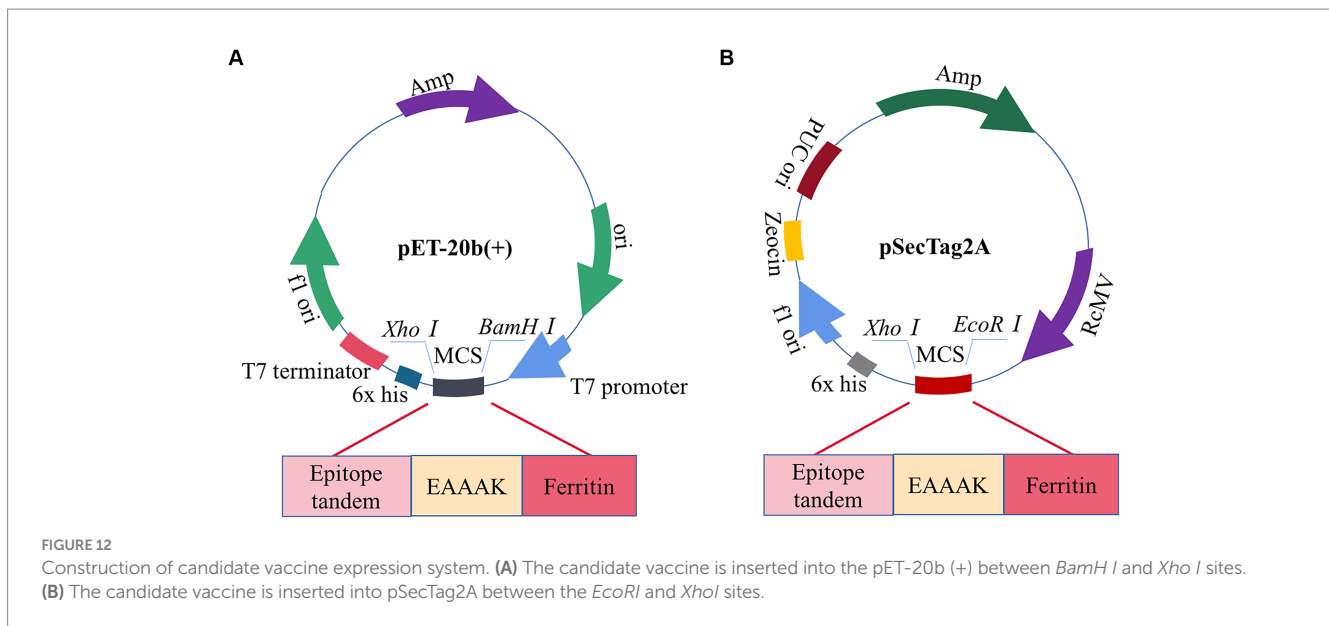 A
Amp
ori
pET-20b(+)
f1 ori
Xho I
BamH I
MCS
T7 terminator
6x his
T7 promoter
Epitope
tandem
EAAAK
Ferritin
B
Amp
PUC ori
Zeocin
pSecTag2A
RcMV
f1 ori
Xho I
EcoR I
MCS
6x his
Epitope
tandem
EAAAK
Ferritin
FIGURE 12
Construction of candidate vaccine expression system. (A) The candidate vaccine is inserted into the pET-20b (+) between BamH I and Xho I sites.
(B) The candidate vaccine is inserted into pSecTag2A between the EcoRI and XhoI sites.